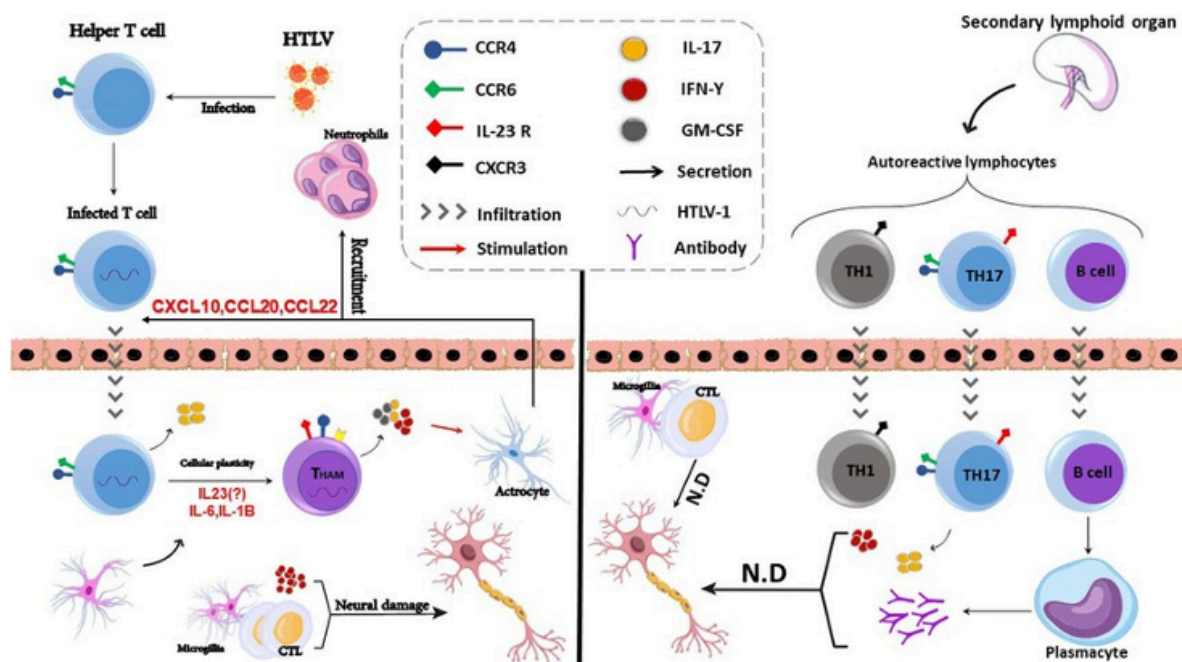 Helper T cell
HTLV
Infection
Neutrophils
Infected T cell
Recruitment
CXCL10,CCL20,CCL22
Cellular plasticity
IL23(?)
IL-6,IL-1B
THAM
Actrocyte
Microgillia
CTL
Neural damage
CCR4
CCR6
IL-23 R
CXCR3
Infiltration
Stimulation
IL-17
IFN-Y
GM-CSF
Secretion
HTLV-1
Antibody
Secondary lymphoid organ
Autoreactive lymphocytes
TH1
TH17
B cell
Microgillia
CTL
N.D
TH1
TH17
B cell
N.D
Plasmacyte